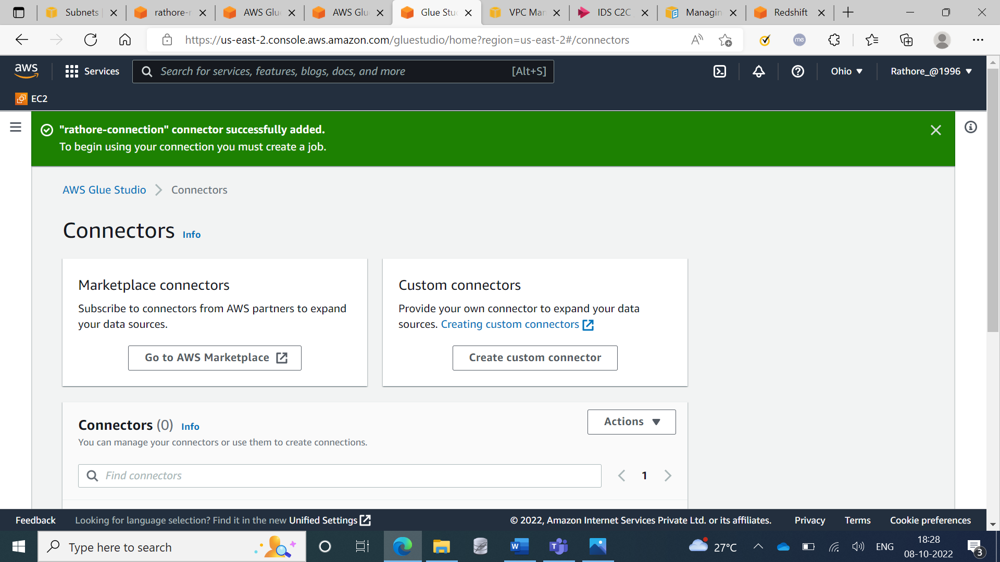 Subnets
rathore-r
AWS Glue
AWS Glue
Glue Stu
VPC Man
IDS C2C
Managin
Redshift
https://us-east-2.console.aws.amazon.com/gluestudio/home?region=us-east-2#/connectors
me
aws
Services
Search for services, features, blogs, docs, and more
[Alt+S]
Ohio
Rathore_@1996
EC2
"rathore-connection" connector successfully added.
To begin using your connection you must create a job.
AWS Glue Studio
Connectors
Connectors Info
Marketplace connectors
Subscribe to connectors from AWS partners to expand
your data sources.
Go to AWS Marketplace
Custom connectors
Provide your own connector to expand your data
sources. Creating custom connectors
Create custom connector
Connectors (0) Info
You can manage your connectors or use them to create connections.
Actions
Find connectors
1
Feedback
Looking for language selection? Find it in the new Unified Settings
© 2022, Amazon Internet Services Private Ltd. or its affiliates.
Privacy
Terms
Cookie preferences
Type here to search
27°C
ENG
18:28
08-10-2022
3